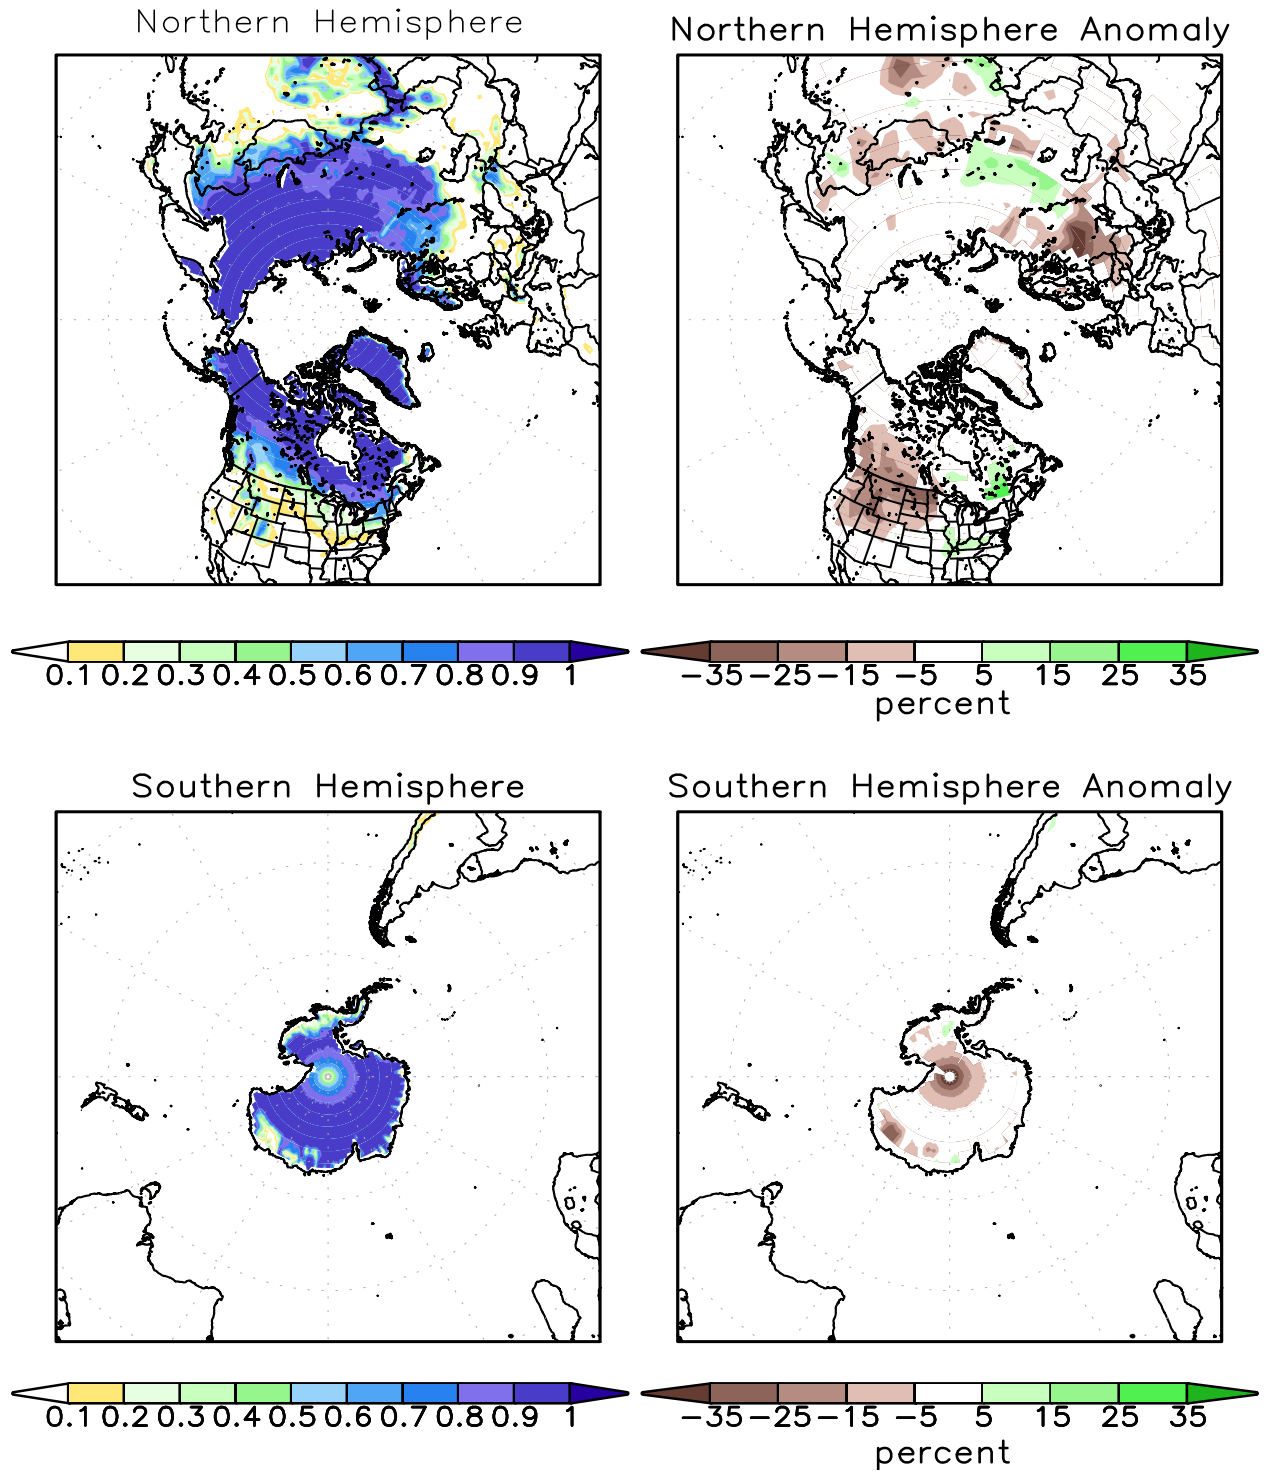 Northern Hemisphere
Northern Hemisphere Anomaly
0.1 0.2 0.3 0.4 0.5 0.6 0.7 0.8 0.9 1
-35 -25 -15 -5 5 15 25 35
percent
Southern Hemisphere
Southern Hemisphere Anomaly
0.1 0.2 0.3 0.4 0.5 0.6 0.7 0.8 0.9 1
-35 -25 -15 -5 5 15 25 35
percent